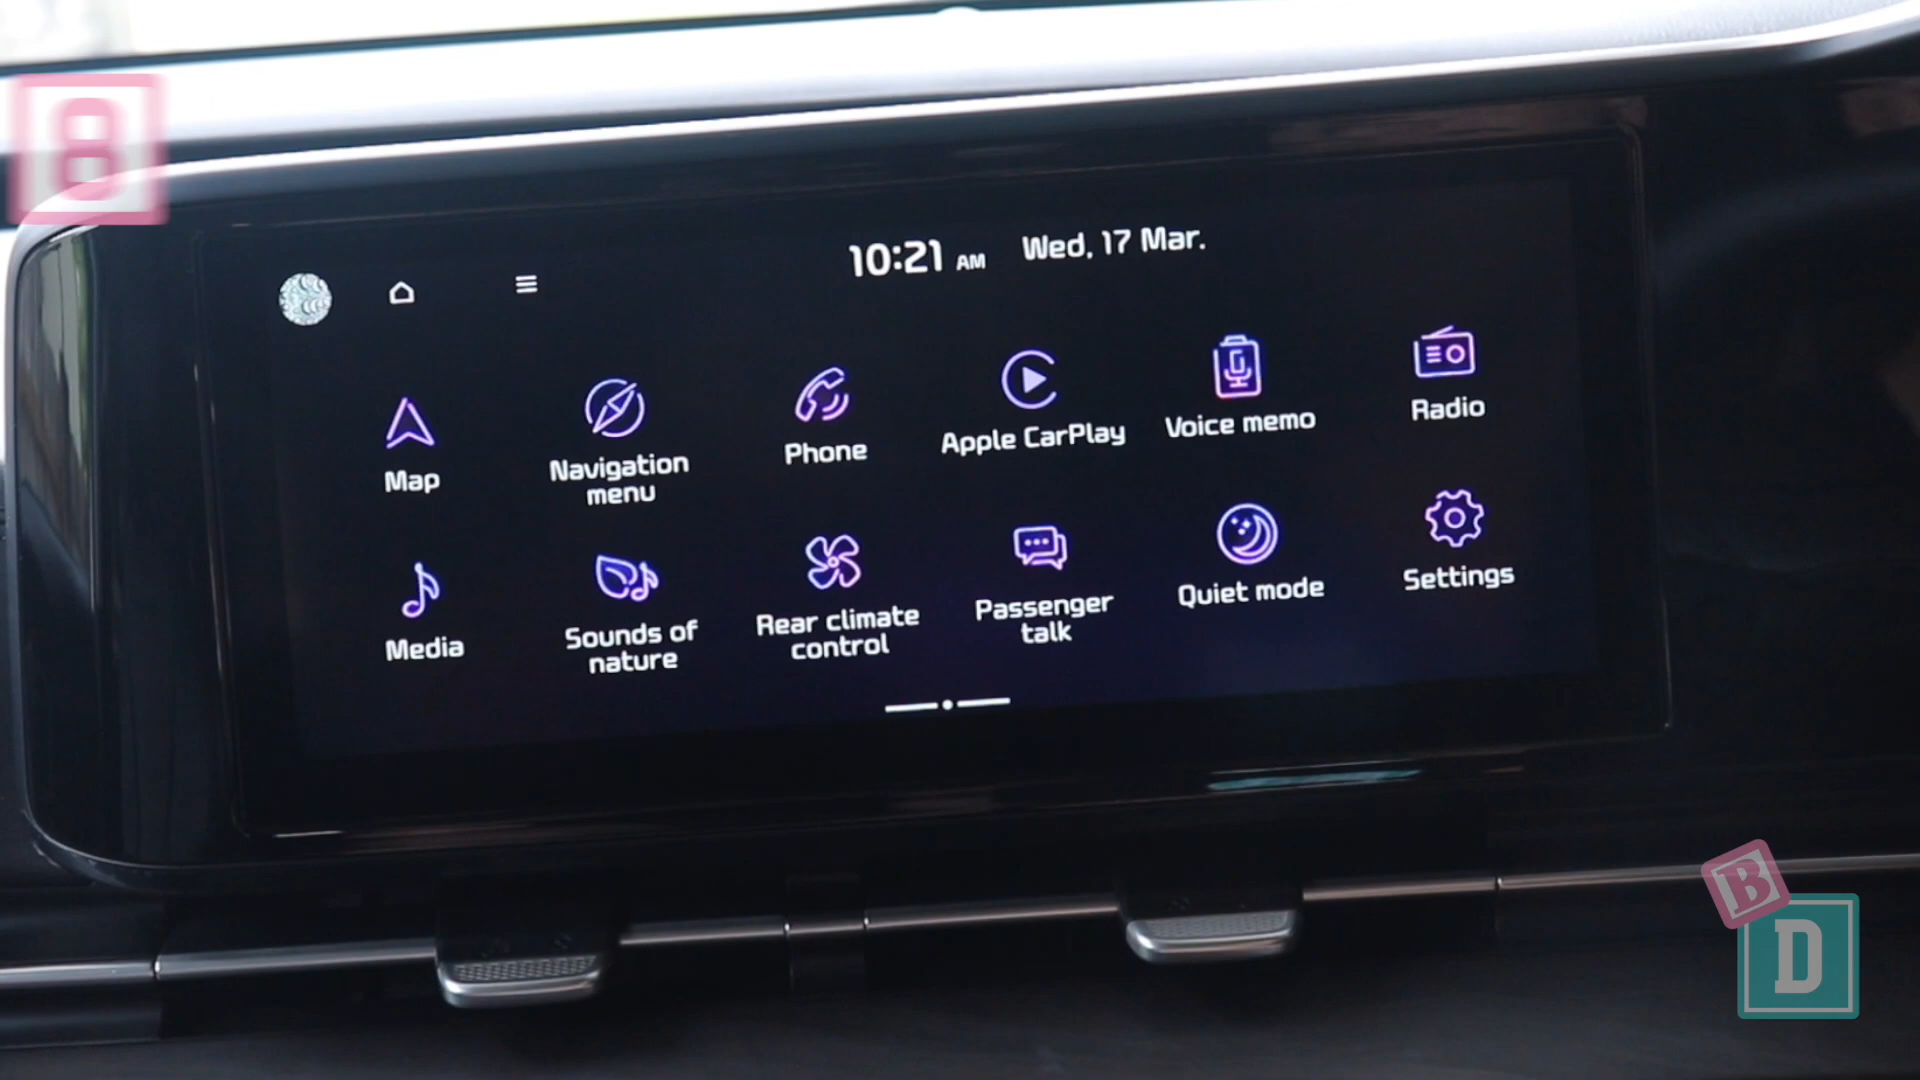 8
10:21 AM Wed, 17 Mar.
Map
Navigation
menu
Phone
Apple CarPlay
Voice memo
Radio
Media
Sounds of
nature
Rear climate
control
Passenger
talk
Quiet mode
Settings
B
D